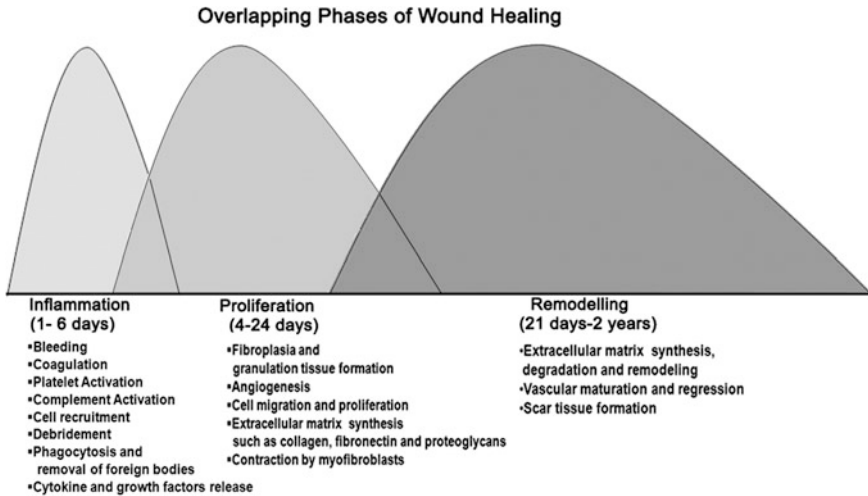 Overlapping Phases of Wound Healing
Inflammation
(1- 6 days)
▪Bleeding
▪Coagulation
▪Platelet Activation
▪Complement Activation
▪Cell recruitment
▪Debridement
▪Phagocytosis and
removal of foreign bodies
▪Cytokine and growth factors release
Proliferation
(4-24 days)
▪Fibroplasia and
granulation tissue formation
▪Angiogenesis
▪Cell migration and proliferation
▪Extracellular matrix synthesis
such as collagen, fibronectin and proteoglycans
▪Contraction by myofibroblasts
Remodelling
(21 days-2 years)
•Extracellular matrix synthesis,
degradation and remodeling
•Vascular maturation and regression
•Scar tissue formation